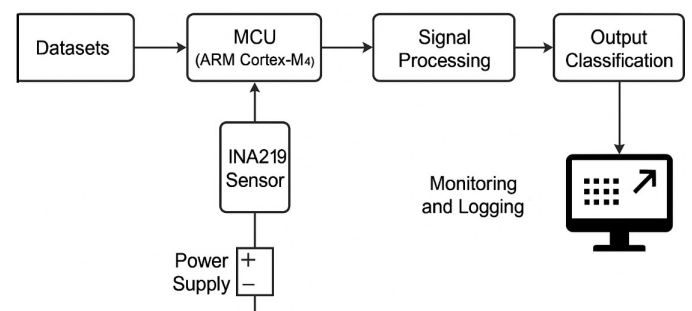 Datasets
MCU
(ARM Cortex-M4)
Signal
Processing
Output
Classification
INA219
Sensor
Monitoring
and Logging
Power
Supply
+
−